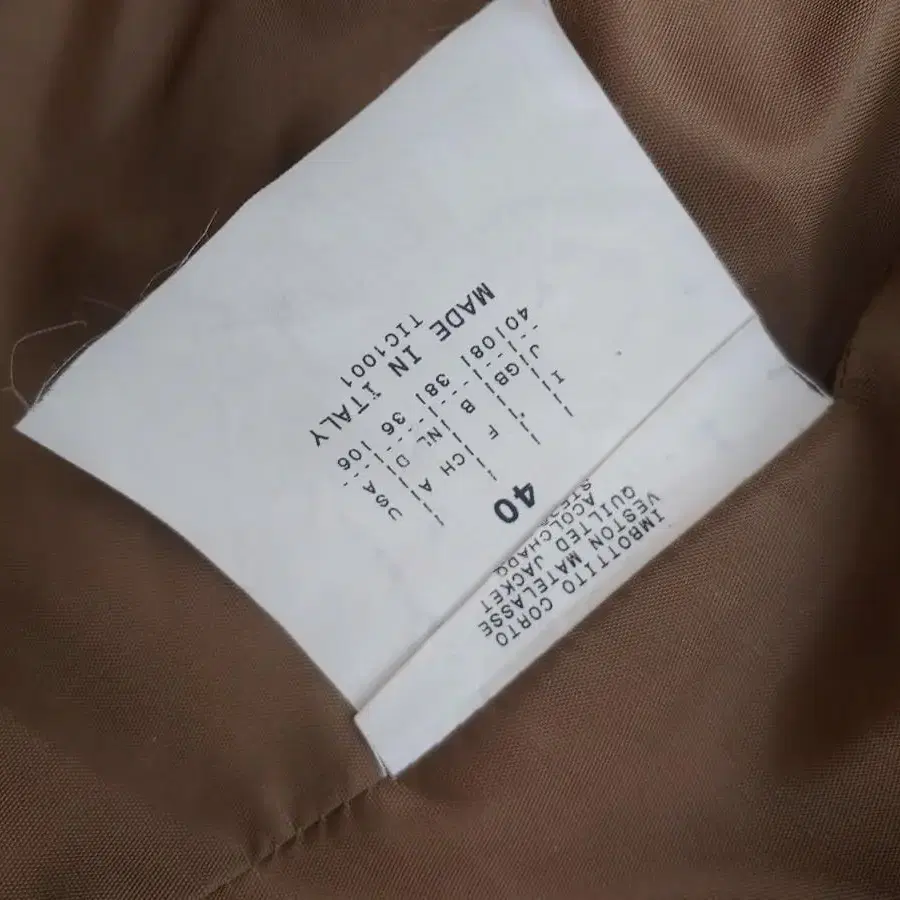 IMBOTTITO CORTO
VESTON MATELASSE
QUILTED JACKET
ACOLCHADO
40
I F CH A
J GB B NL D USA
40 08 38 36 06
MADE IN ITALY
TIC1001